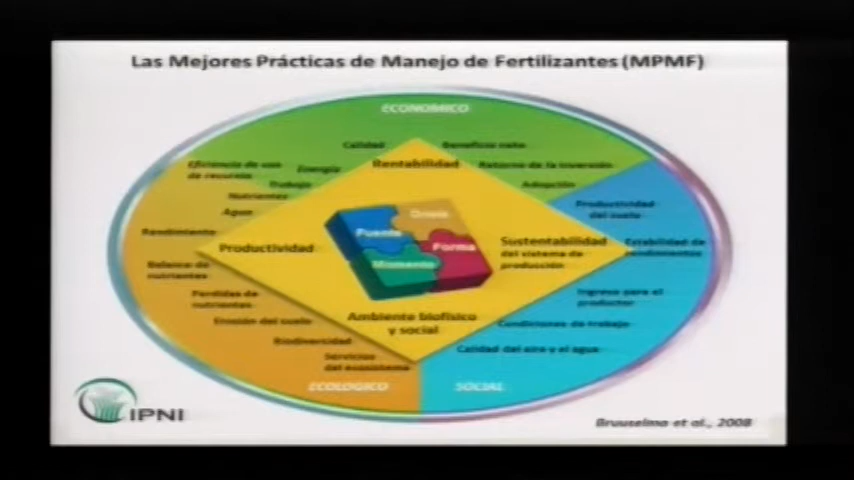 Las Mejores Prácticas de Manejo de Fertilizantes (MPMF)
ECONOMICO
Calidad
Beneficio neto
Eficiencia de uso
de recursos
Energía
Rentabilidad
Retorno de la inversión
Trabajo
Adopción
Nutrientes
Productividad
del suelo
Agua
Dosis
Fuente
Rendimiento
Forma
Productividad
Sustentabilidad
del sistema de
producción
Estabilidad de
rendimientos
Balance de
nutrientes
Momento
Perdidas de
nutrientes
Ingreso para el
productor
Erosión del suelo
Ambiente biofísico
y social
Condiciones de trabajo
Biodiversidad
Calidad del aire y el agua
Servicios
del ecosistema
ECOLOGICO
SOCIAL
IPNI
Bruuselma et al., 2008